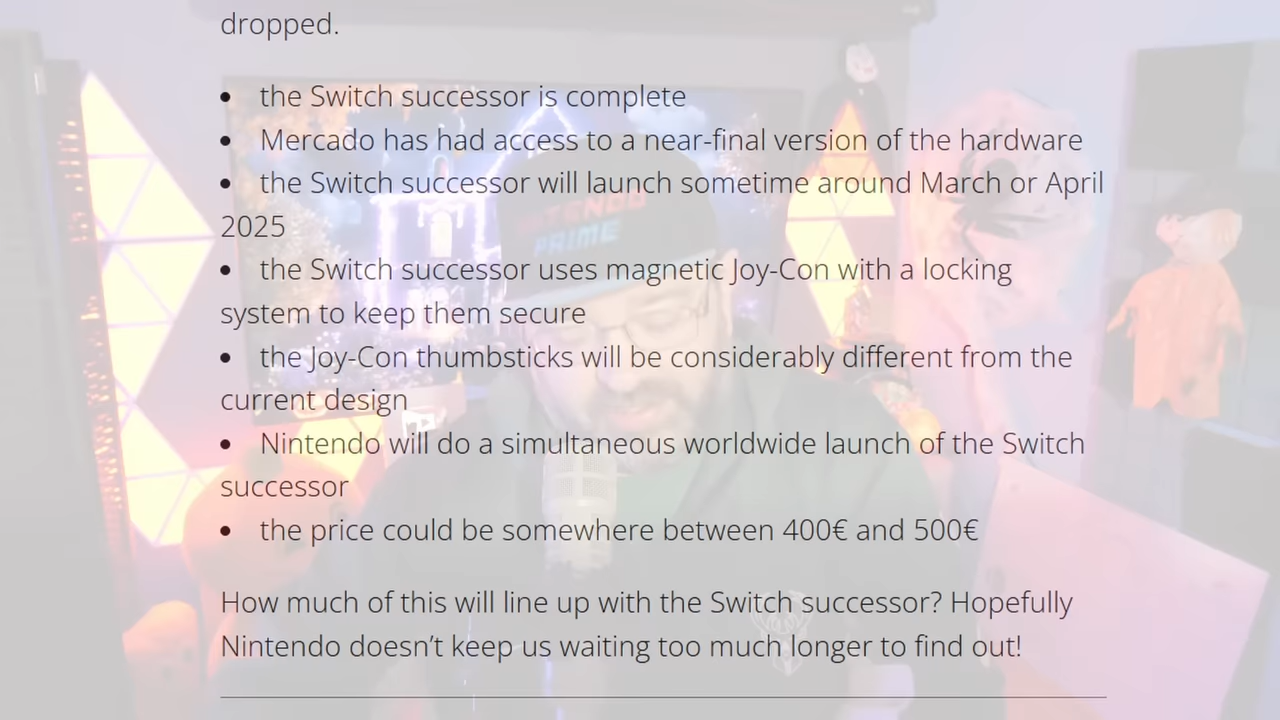 dropped.
• the Switch successor is complete
• Mercado has had access to a near-final version of the hardware
• the Switch successor will launch sometime around March or April
2025
• the Switch successor uses magnetic Joy-Con with a locking
system to keep them secure
• the Joy-Con thumbsticks will be considerably different from the
current design
• Nintendo will do a simultaneous worldwide launch of the Switch
successor
• the price could be somewhere between 400€ and 500€
How much of this will line up with the Switch successor? Hopefully
Nintendo doesn’t keep us waiting too much longer to find out!
NINTENDO
PRIME